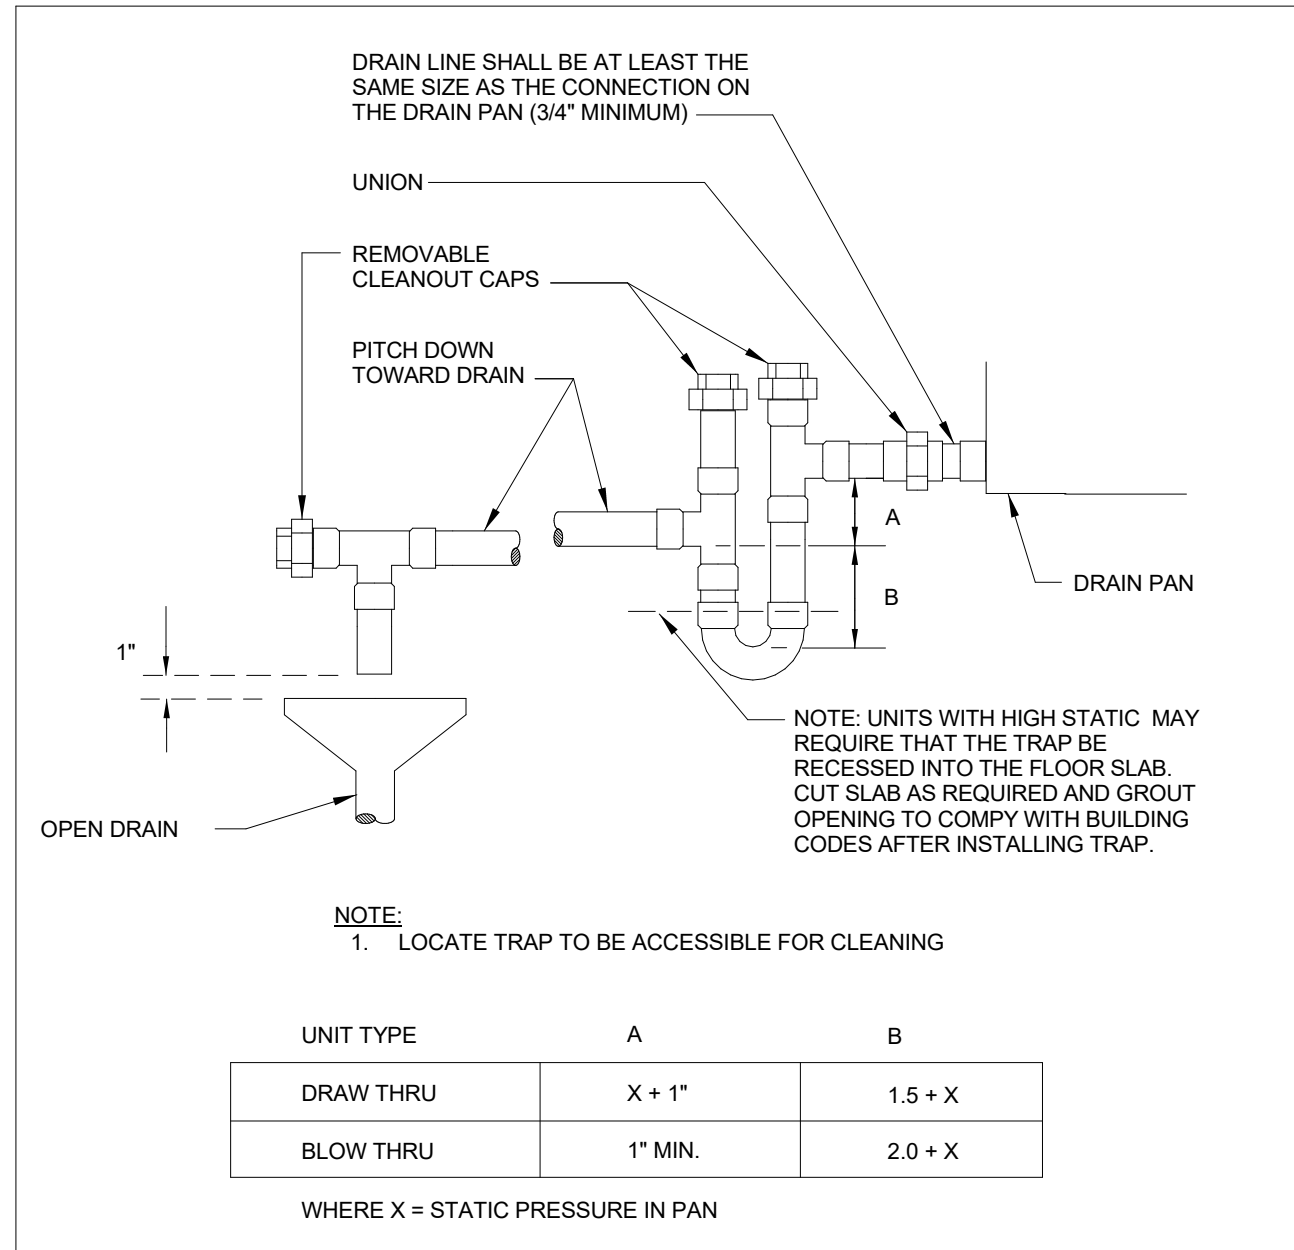 DRAIN LINE SHALL BE AT LEAST THE
SAME SIZE AS THE CONNECTION ON
THE DRAIN PAN (3/4" MINIMUM)
UNION
REMOVABLE
CLEANOUT CAPS
PITCH DOWN
TOWARD DRAIN
A
B
DRAIN PAN
1"
NOTE: UNITS WITH HIGH STATIC MAY
REQUIRE THAT THE TRAP BE
RECESSED INTO THE FLOOR SLAB.
CUT SLAB AS REQUIRED AND GROUT
OPENING TO COMPY WITH BUILDING
CODES AFTER INSTALLING TRAP.
OPEN DRAIN
NOTE:
1. LOCATE TRAP TO BE ACCESSIBLE FOR CLEANING
UNIT TYPE A B
DRAW THRU X + 1" 1.5 + X
BLOW THRU 1" MIN. 2.0 + X
WHERE X = STATIC PRESSURE IN PAN